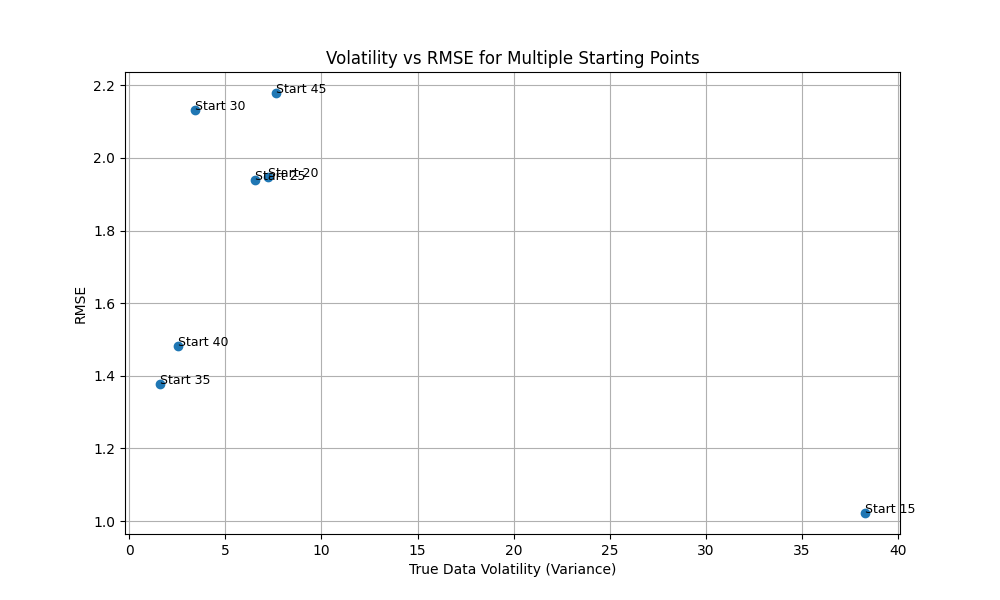 Volatility vs RMSE for Multiple Starting Points
2.2
2.0
1.8
1.6
1.4
1.2
1.0
RMSE
Start 45
Start 30
Start 20
Start 25
Start 40
Start 35
Start 15
0 5 10 15 20 25 30 35 40
True Data Volatility (Variance)